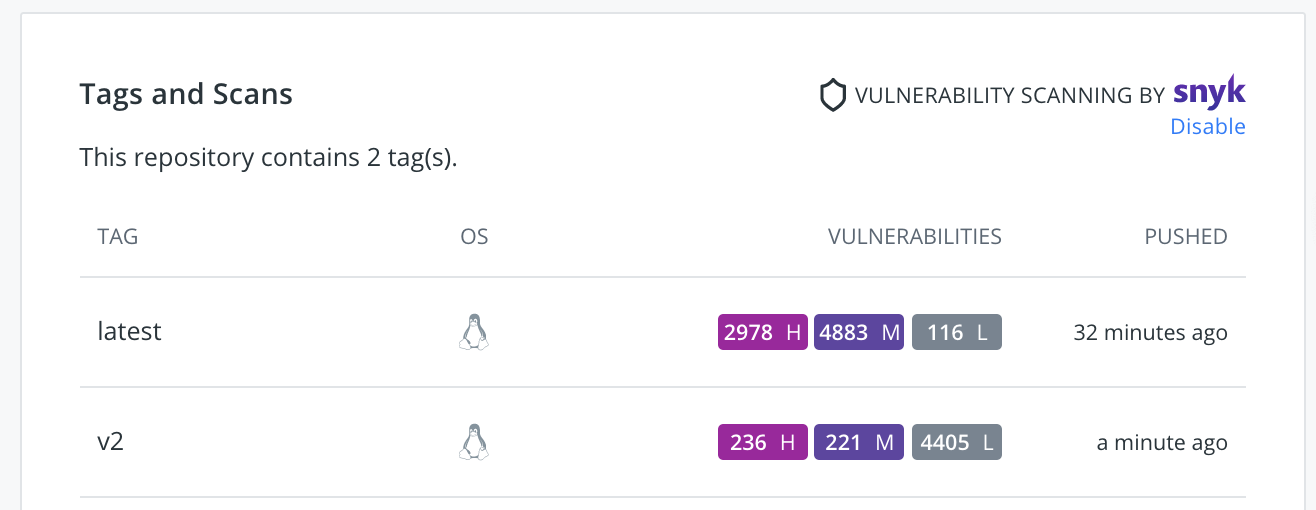 Tags and Scans
VULNERABILITY SCANNING BY snyk
Disable
This repository contains 2 tag(s).
TAG OS VULNERABILITIES PUSHED
latest 2978 H 4883 M 116 L 32 minutes ago
v2 236 H 221 M 4405 L a minute ago